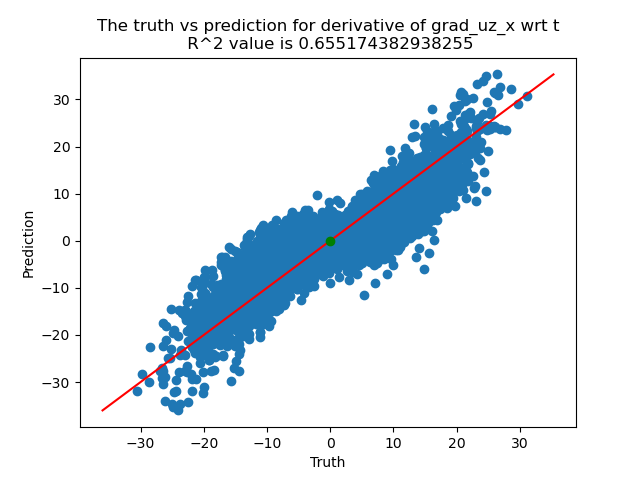 The truth vs prediction for derivative of grad_uz_x wrt t
R^2 value is 0.655174382938255
30
20
10
0
−10
−20
−30
Prediction
−30 −20 −10 0 10 20 30
Truth